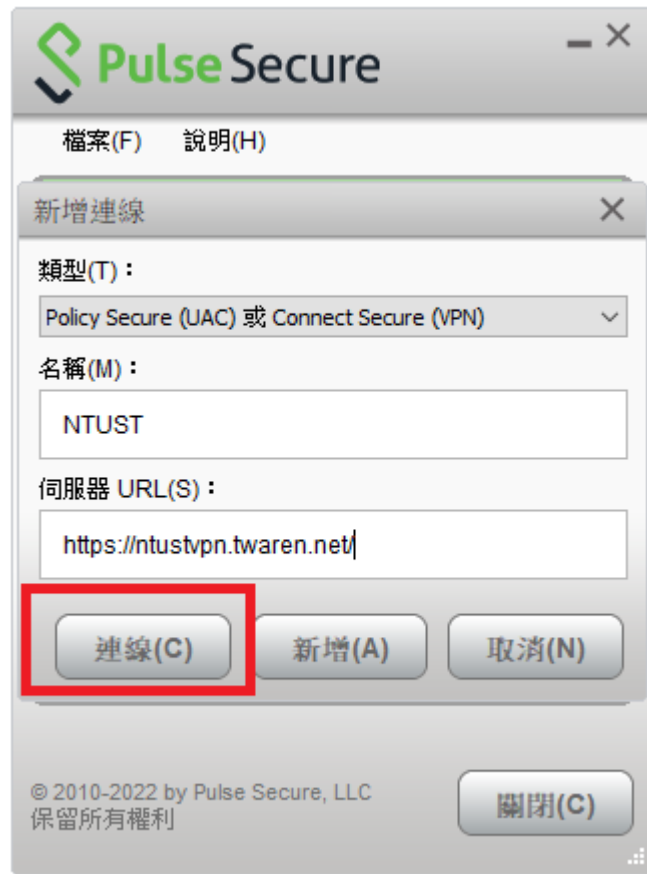 Pulse Secure
檔案(F) 說明(H)
新增連線
類型(T)：
Policy Secure (UAC) 或 Connect Secure (VPN)
名稱(M)：
NTUST
伺服器 URL(S)：
https://ntustvpn.twaren.net/
連線(C) 新增(A) 取消(N)
© 2010-2022 by Pulse Secure, LLC
保留所有權利
關閉(C)